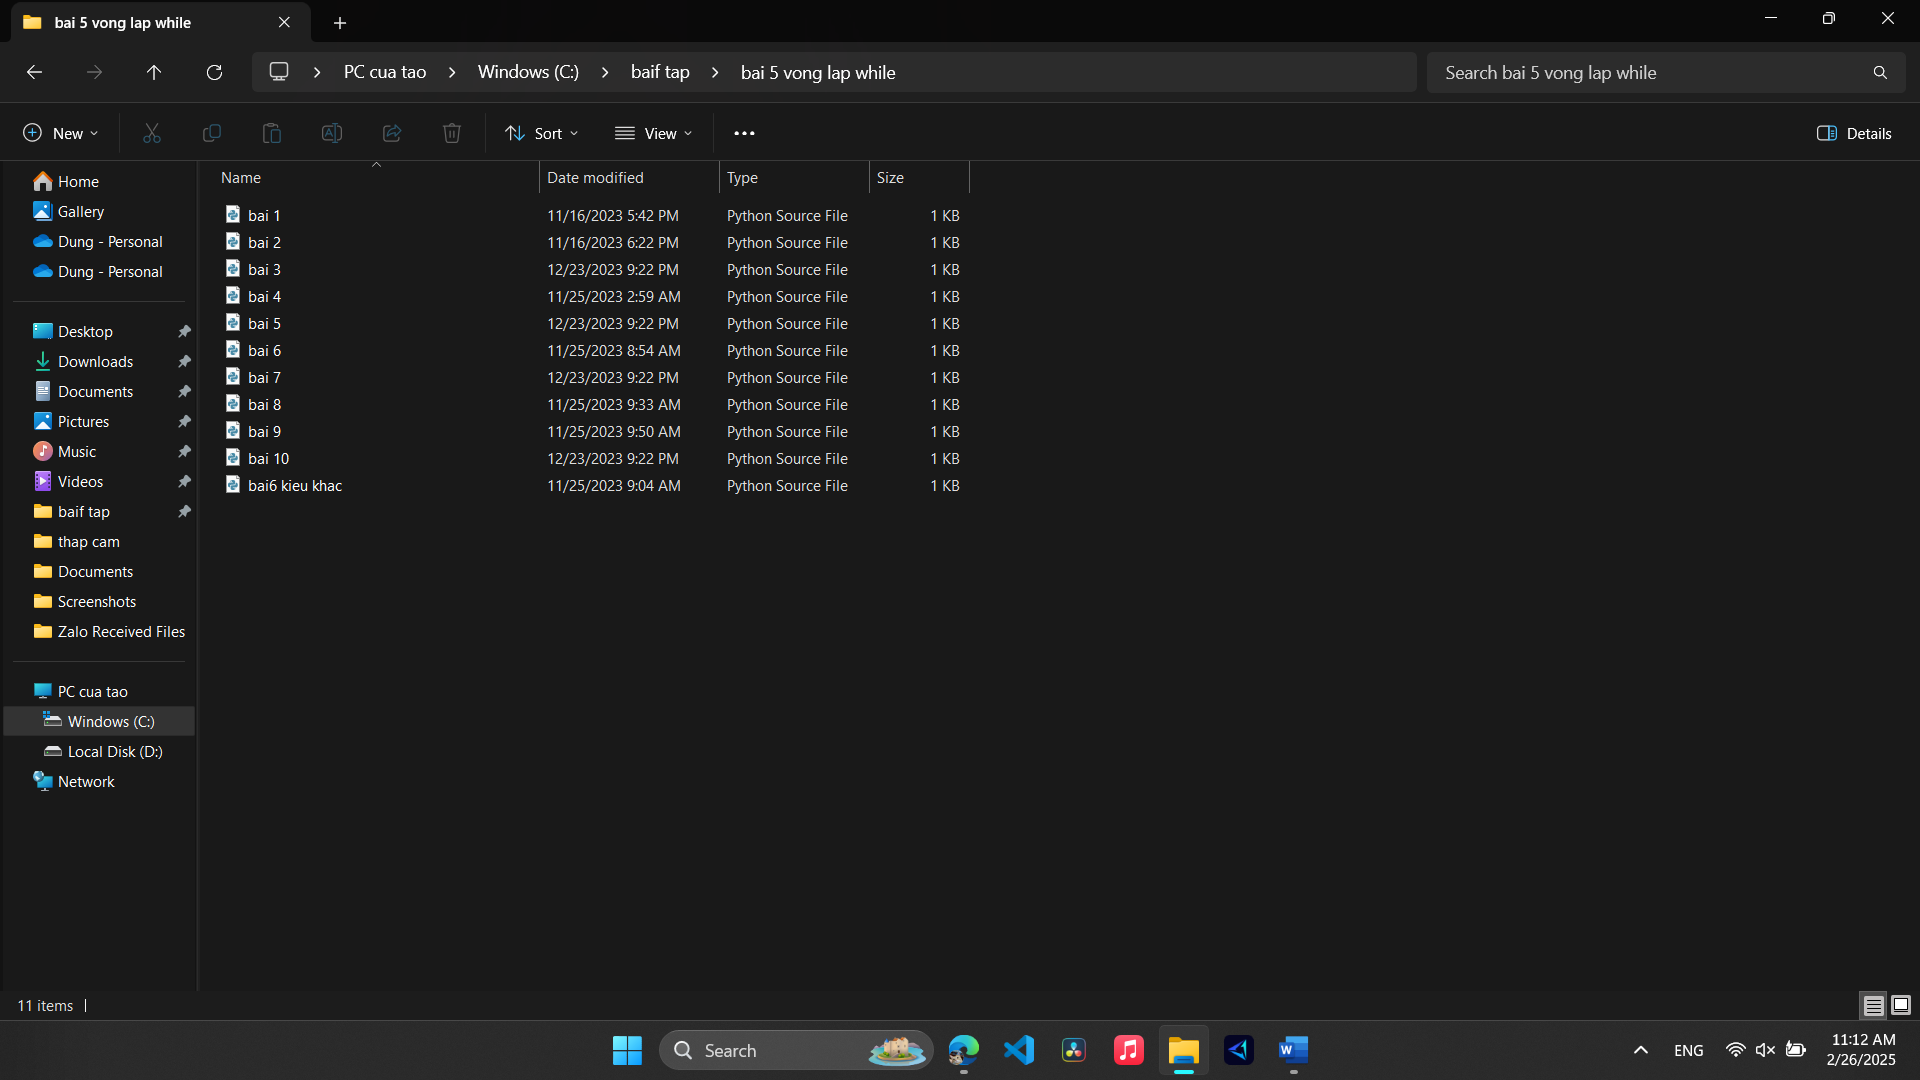 bai 5 vong lap while
PC cua tao > Windows (C:) > baif tap > bai 5 vong lap while
Search bai 5 vong lap while
New
Sort
View
Details
Name Date modified Type Size
bai 1 11/16/2023 5:42 PM Python Source File 1 KB
bai 2 11/16/2023 6:22 PM Python Source File 1 KB
bai 3 12/23/2023 9:22 PM Python Source File 1 KB
bai 4 11/25/2023 2:59 AM Python Source File 1 KB
bai 5 12/23/2023 9:22 PM Python Source File 1 KB
bai 6 11/25/2023 8:54 AM Python Source File 1 KB
bai 7 12/23/2023 9:22 PM Python Source File 1 KB
bai 8 11/25/2023 9:33 AM Python Source File 1 KB
bai 9 11/25/2023 9:50 AM Python Source File 1 KB
bai 10 12/23/2023 9:22 PM Python Source File 1 KB
bai6 kieu khac 11/25/2023 9:04 AM Python Source File 1 KB
Home
Gallery
Dung - Personal
Dung - Personal
Desktop
Downloads
Documents
Pictures
Music
Videos
baif tap
thap cam
Documents
Screenshots
Zalo Received Files
PC cua tao
Windows (C:)
Local Disk (D:)
Network
11 items
Search
ENG
11:12 AM
2/26/2025